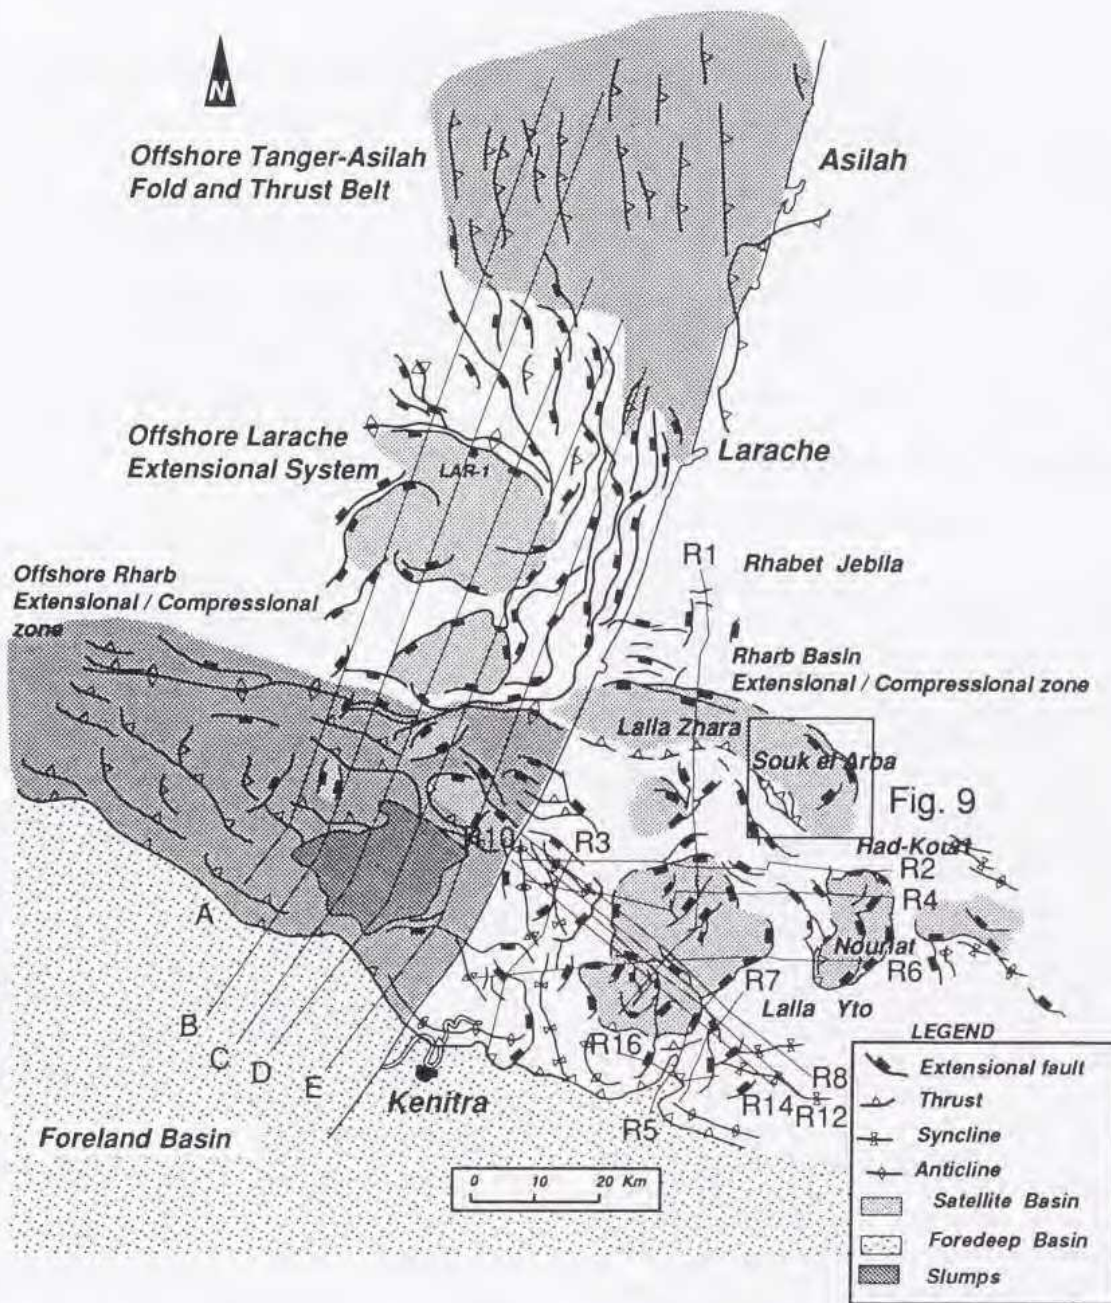 N
Offshore Tanger-Asilah
Fold and Thrust Belt
Asilah
Offshore Larache
Extensional System
LAR-1
Larache
R1
Rhabet Jebila
Offshore Rharb
Extensional / Compressional
zone
Rharb Basin
Extensional / Compressional zone
Lalla Zhara
Souk el Arba
Fig. 9
R10
R3
Had-Kourt
R2
R4
A
Nouriat
R6
R7
Lalla Yto
B
C
D
E
R16
R8
R14
R12
R5
Kenitra
Foreland Basin
0 10 20 Km
LEGEND
Extensional fault
Thrust
Syncline
Anticline
Satellite Basin
Foredeep Basin
Slumps